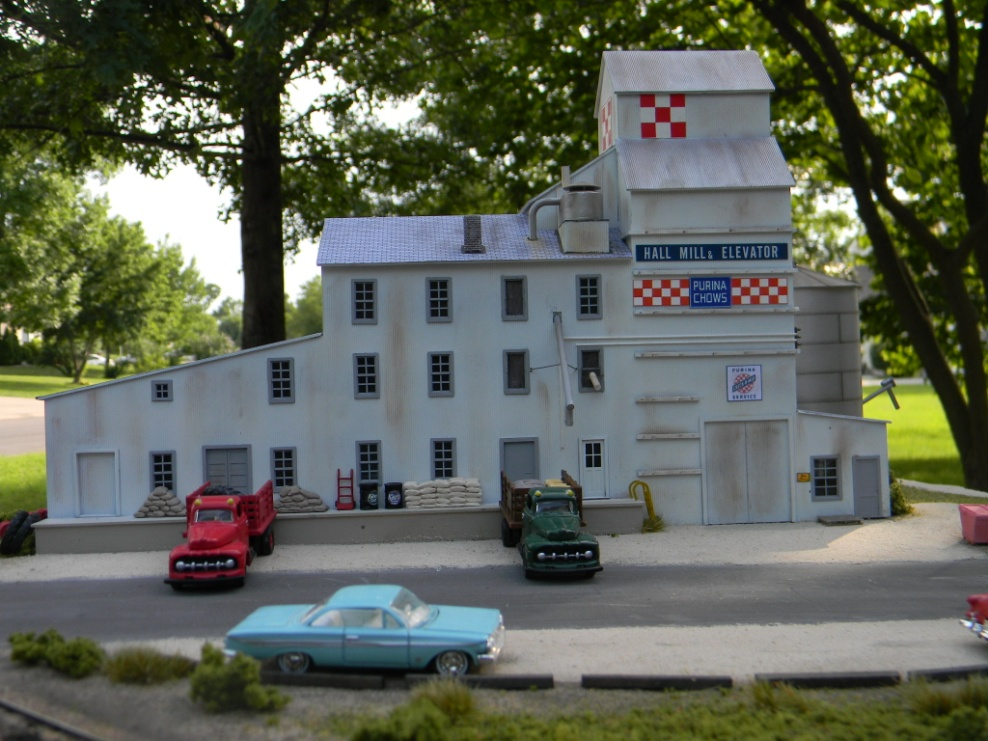 HALL MILL & ELEVATOR
PURINA
CHOWS
PURINA
SERVICE